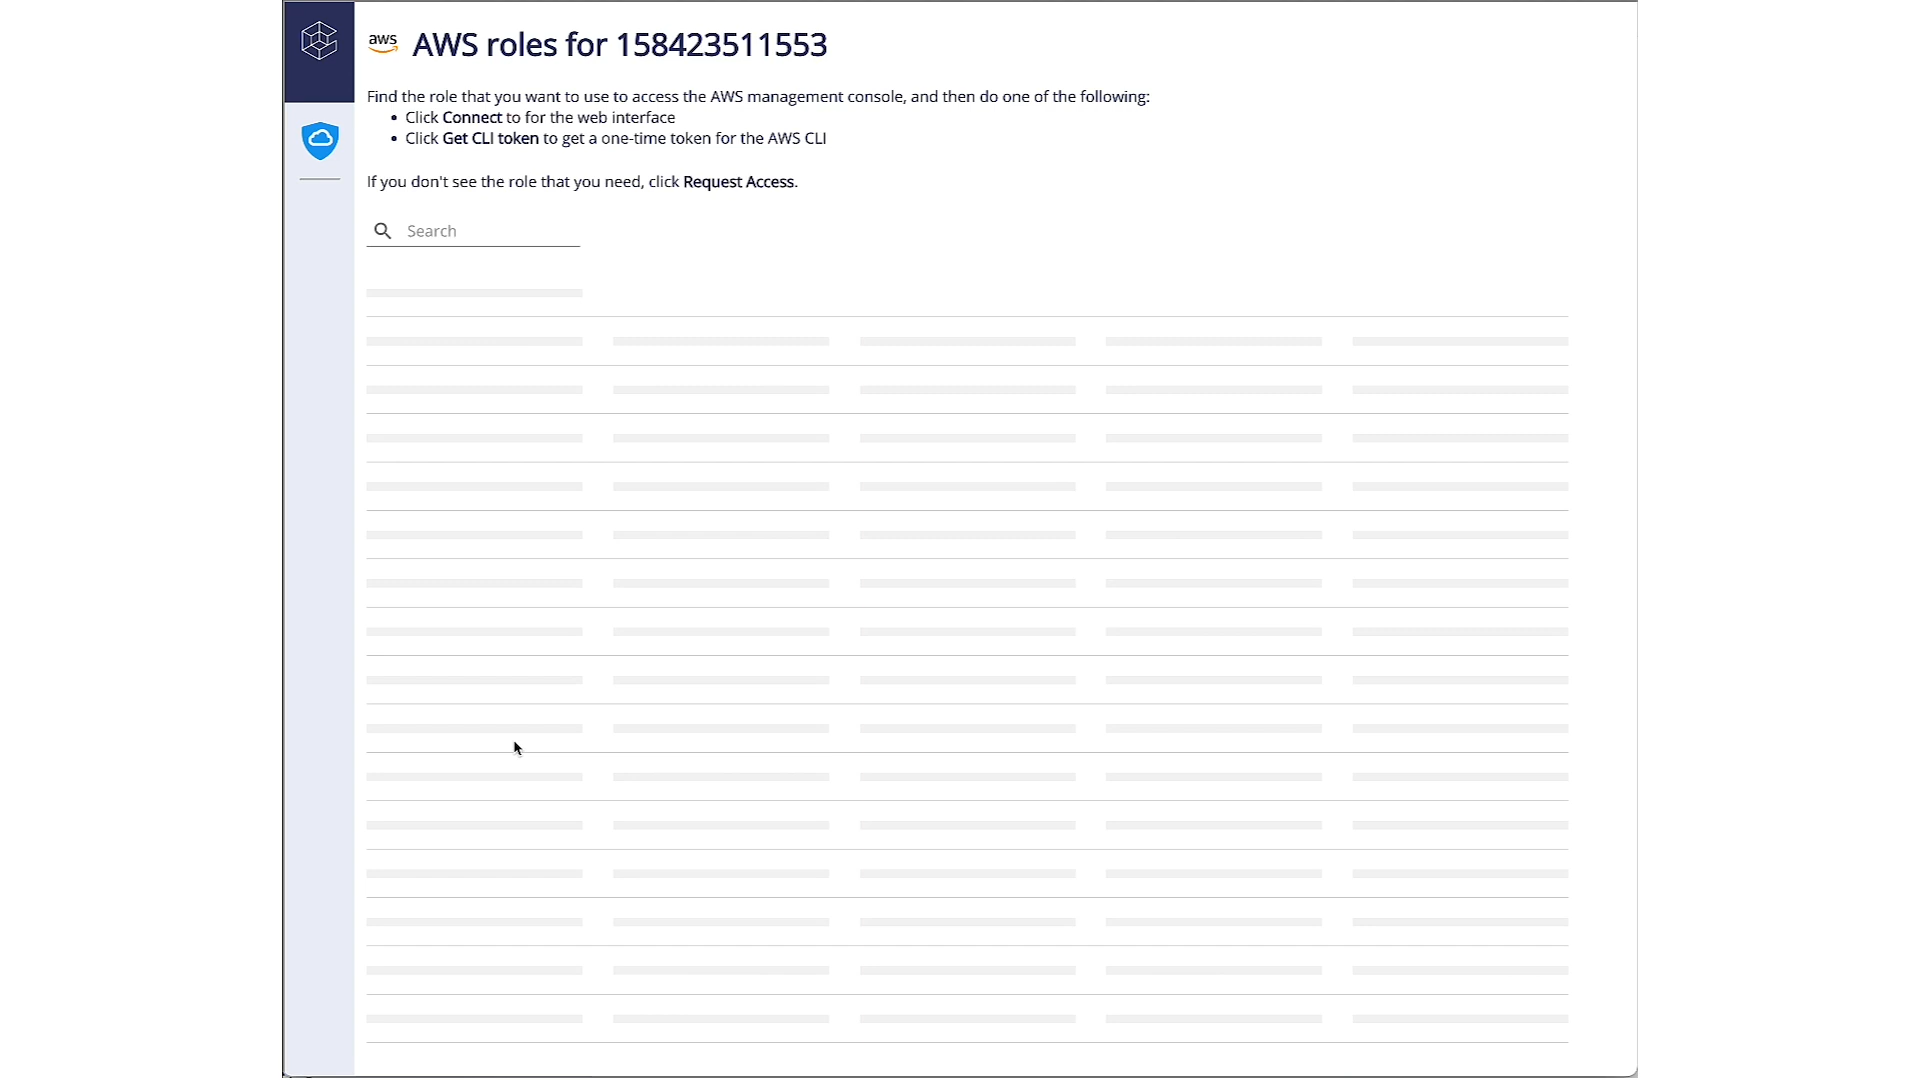 aws AWS roles for 158423511553
Find the role that you want to use to access the AWS management console, and then do one of the following:
• Click Connect to for the web interface
• Click Get CLI token to get a one-time token for the AWS CLI
If you don't see the role that you need, click Request Access.
Search